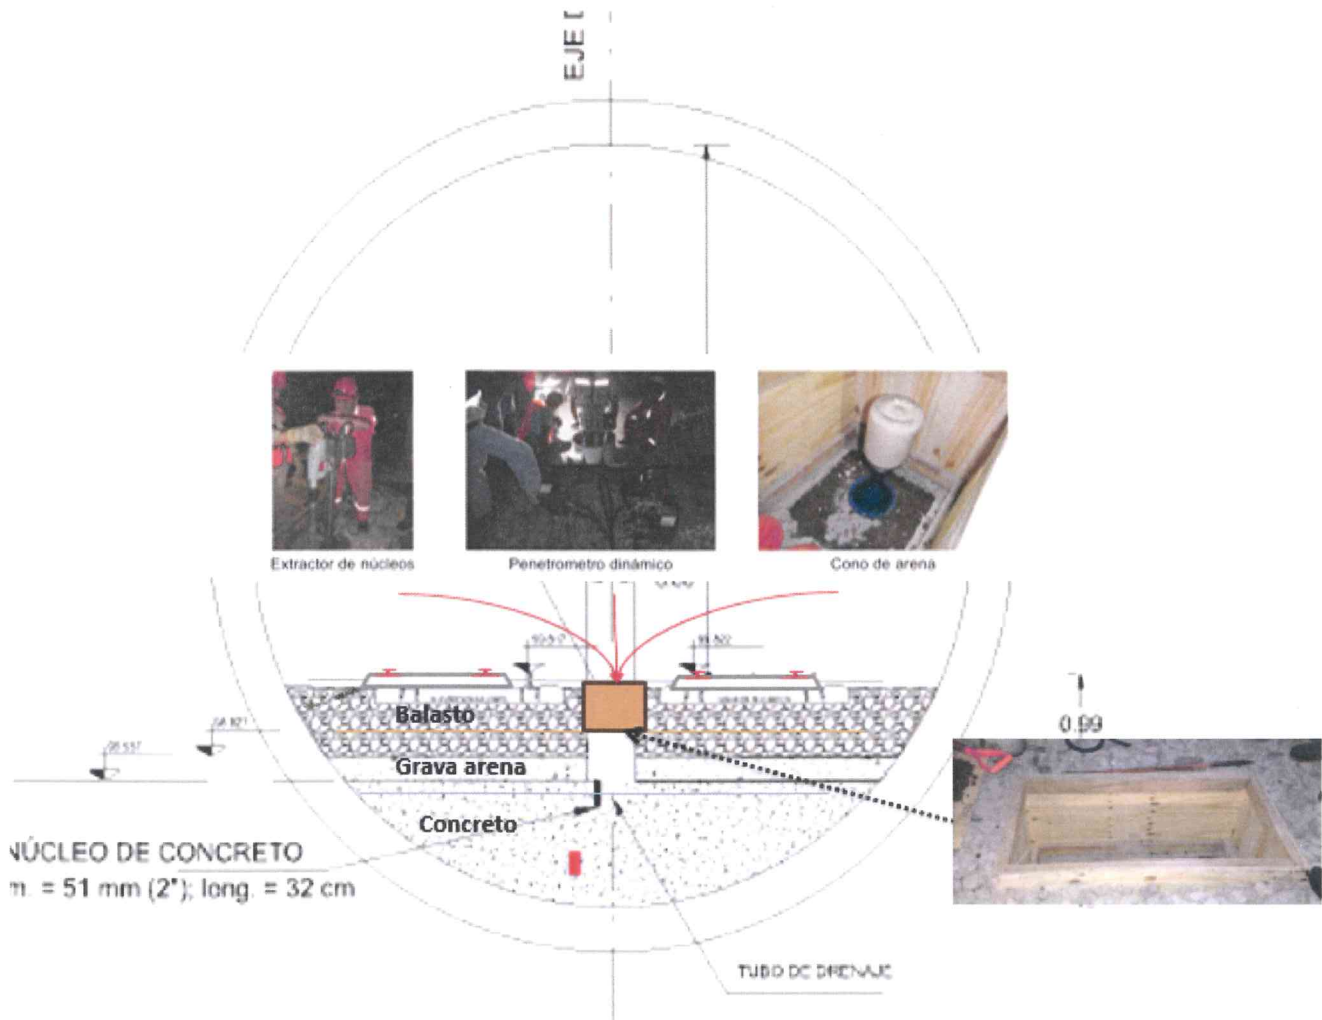 EJE
Extractor de núcleos
Penetrometro dinámico
Cono de arena
Balasto
0.99
Grava arena
Concreto
NÚCLEO DE CONCRETO
m. = 51 mm (2"); long. = 32 cm
TUBO DE DRENAJE